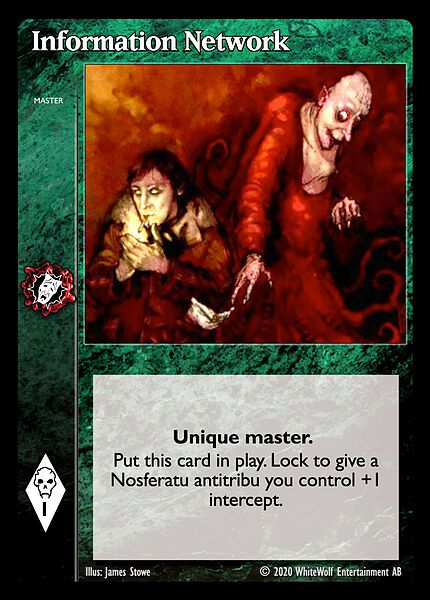 Information Network
MASTER
Unique master.
Put this card in play. Lock to give a
Nosferatu antitribu you control +1
intercept.
1
Illus: James Stowe
© 2020 WhiteWolf Entertainment AB